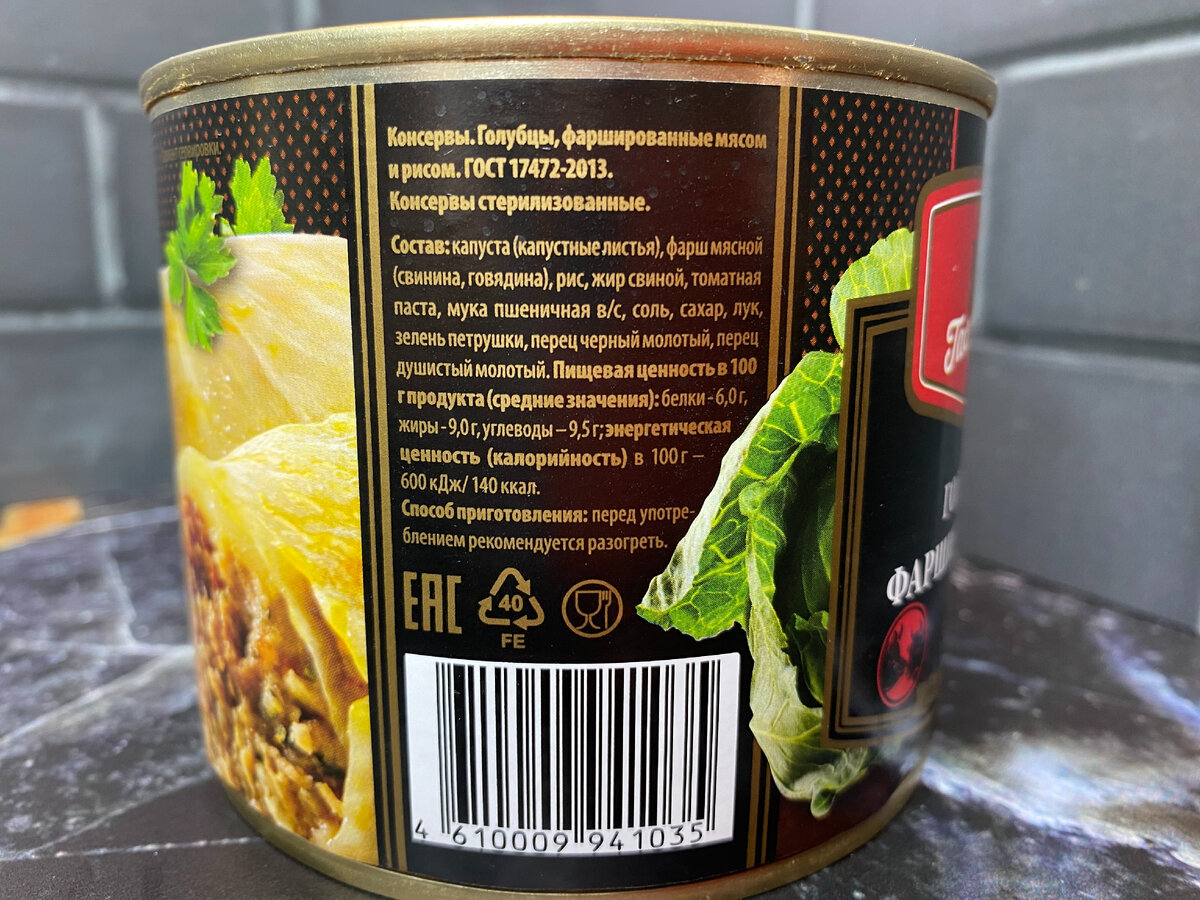 Консервы. Голубцы, фаршированные мясом
и рисом. ГОСТ 17472-2013.
Консервы стерилизованные.
Состав: капуста (капустные листья), фарш мясной
(свинина, говядина), рис, жир свиной, томатная
паста, мука пшеничная в/с, соль, сахар, лук,
зелень петрушки, перец черный молотый, перец
душистый молотый. Пищевая ценность в 100
г продукта (средние значения): белки - 6,0 г,
жиры - 9,0 г, углеводы – 9,5 г; энергетическая
ценность (калорийность) в 100 г –
600 кДж/ 140 ккал.
Способ приготовления: перед употре-
блением рекомендуется разогреть.
EAC
40
FE
4 610009 941035